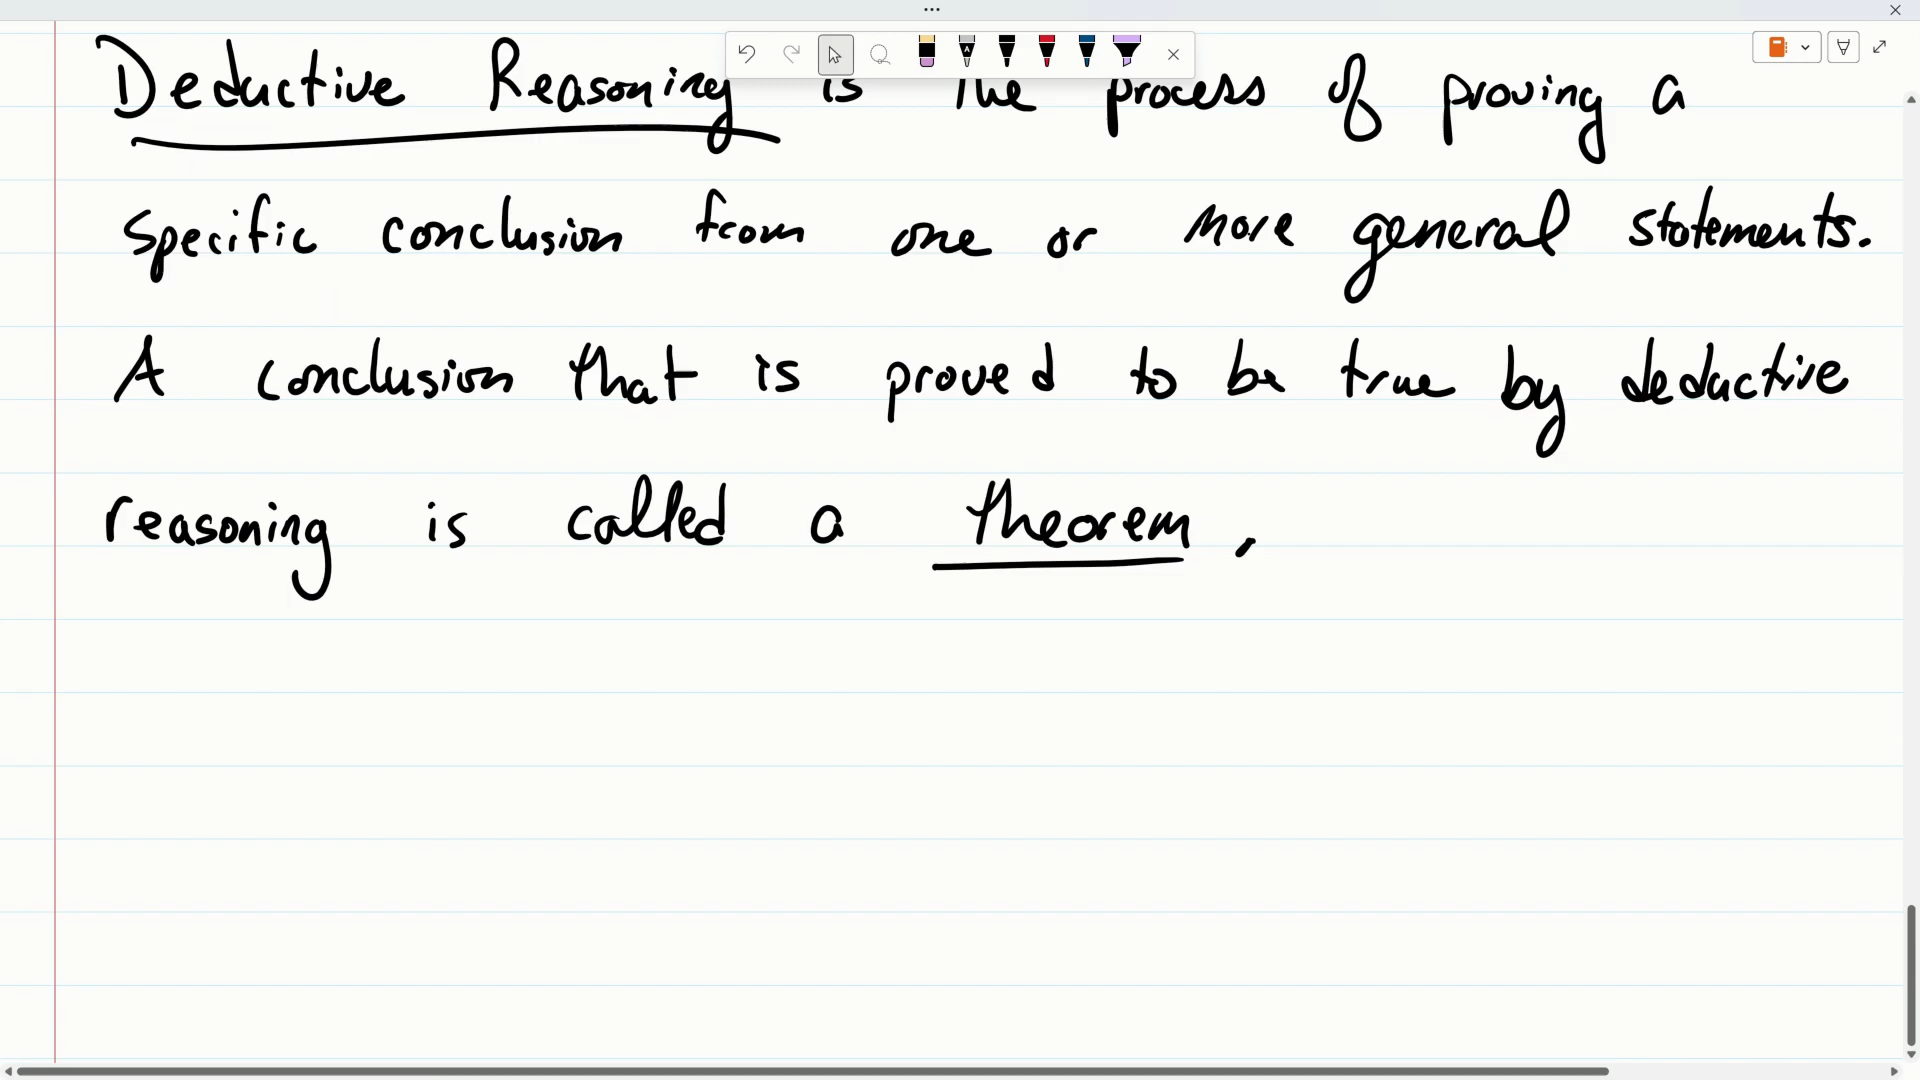 Deductive Reasoning is the process of proving a
specific conclusion from one or more general statements.
A conclusion that is proved to be true by deductive
reasoning is called a theorem.